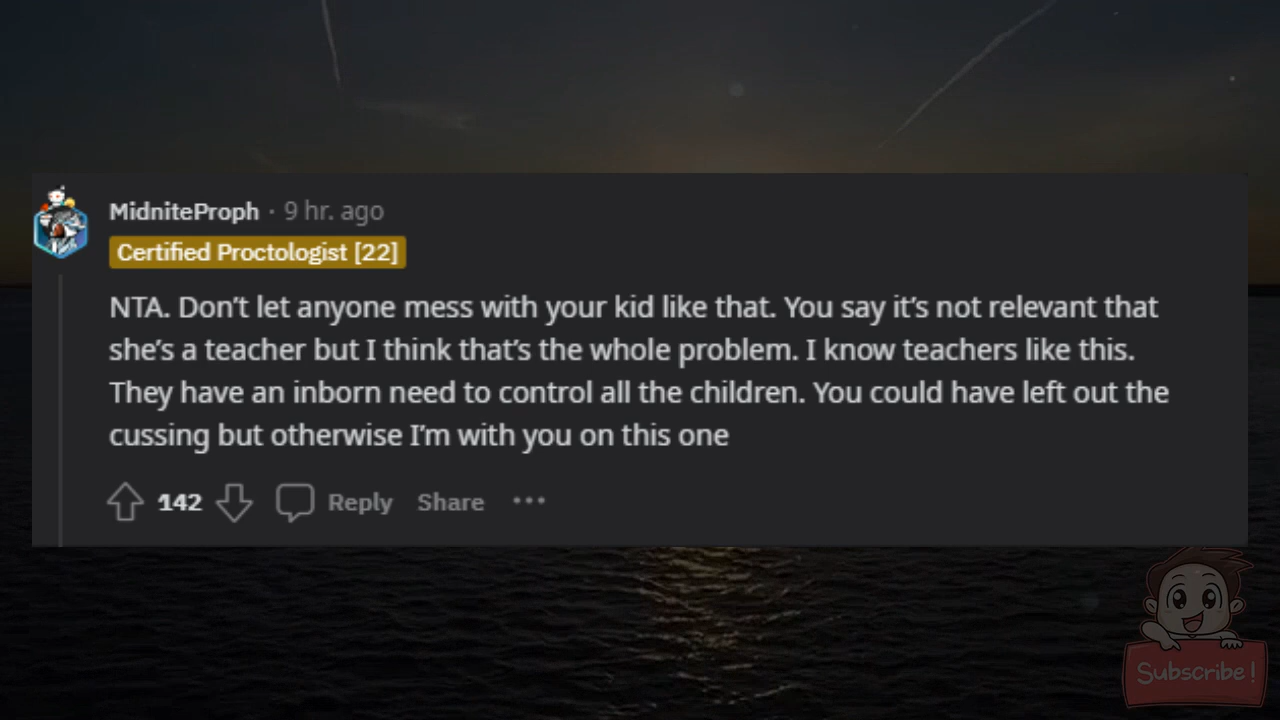 MidniteProph · 9 hr. ago
Certified Proctologist [22]
NTA. Don’t let anyone mess with your kid like that. You say it’s not relevant that
she’s a teacher but I think that’s the whole problem. I know teachers like this.
They have an inborn need to control all the children. You could have left out the
cussing but otherwise I’m with you on this one
142 Reply Share ···
Subscribe!